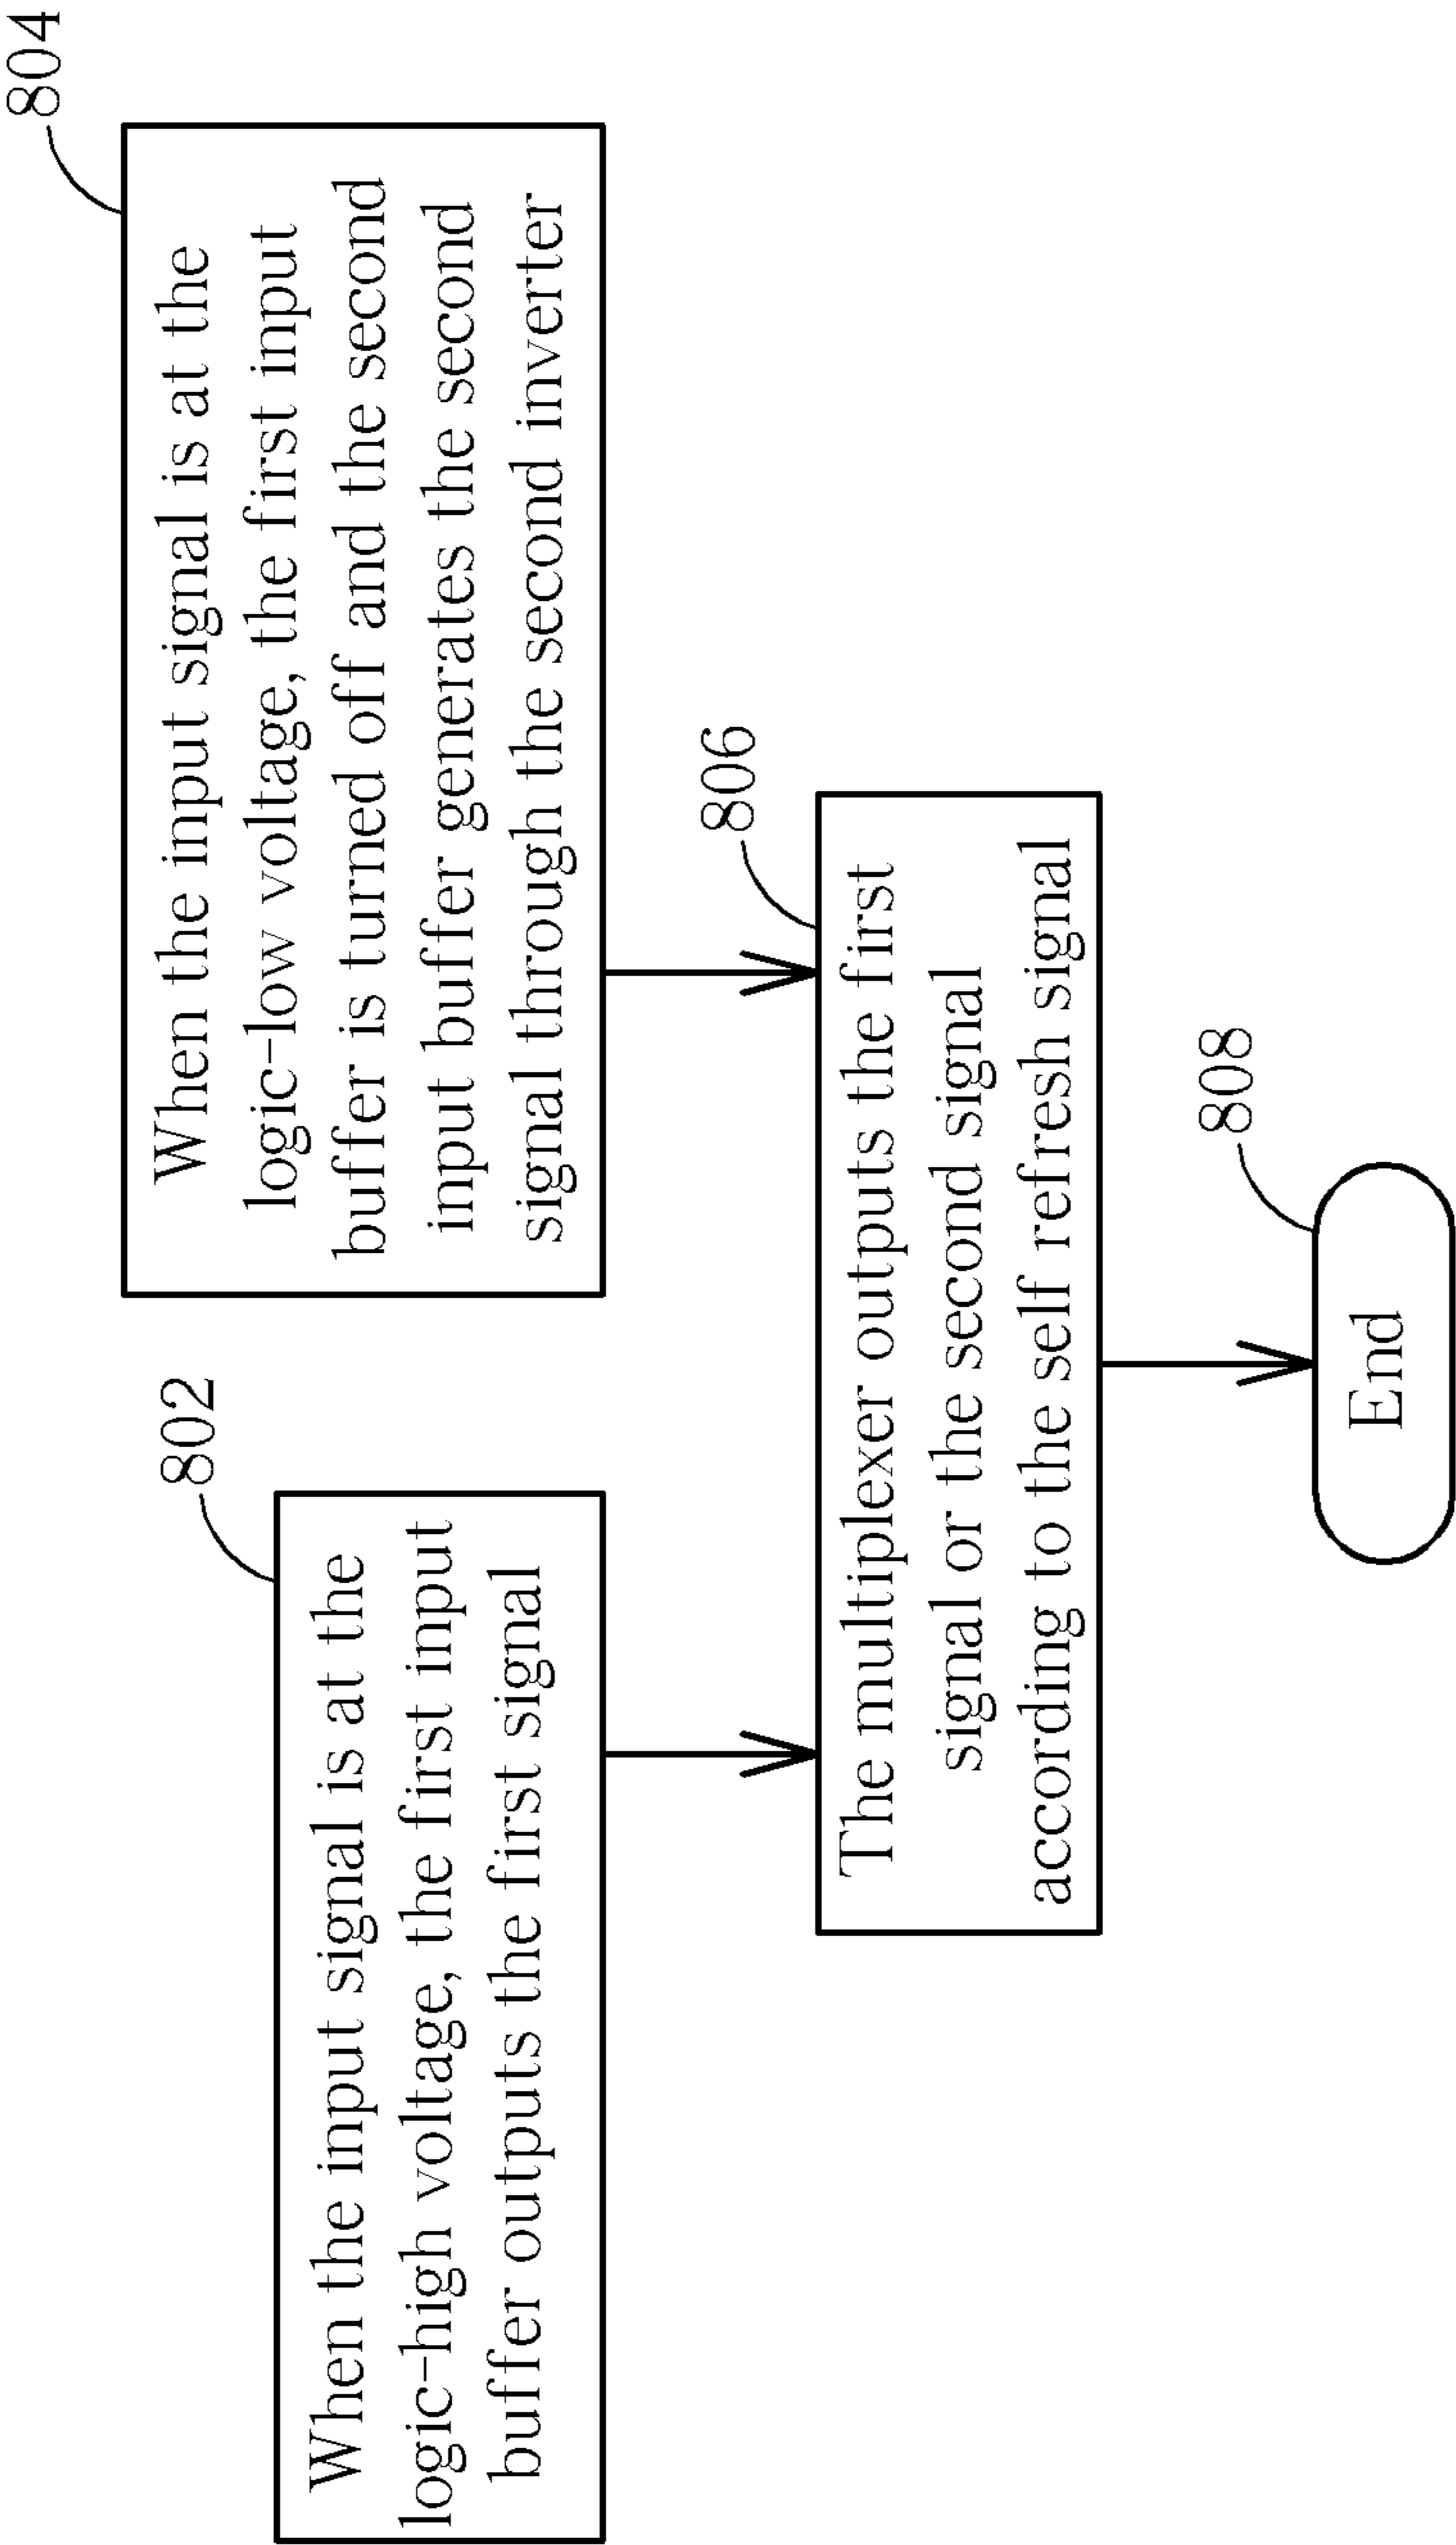 802
When the input signal is at the
logic-high voltage, the first input
buffer outputs the first signal
804
When the input signal is at the
logic-low voltage, the first input
buffer is turned off and the second
input buffer generates the second
signal through the second inverter
806
The multiplexer outputs the first
signal or the second signal
according to the self refresh signal
808
End